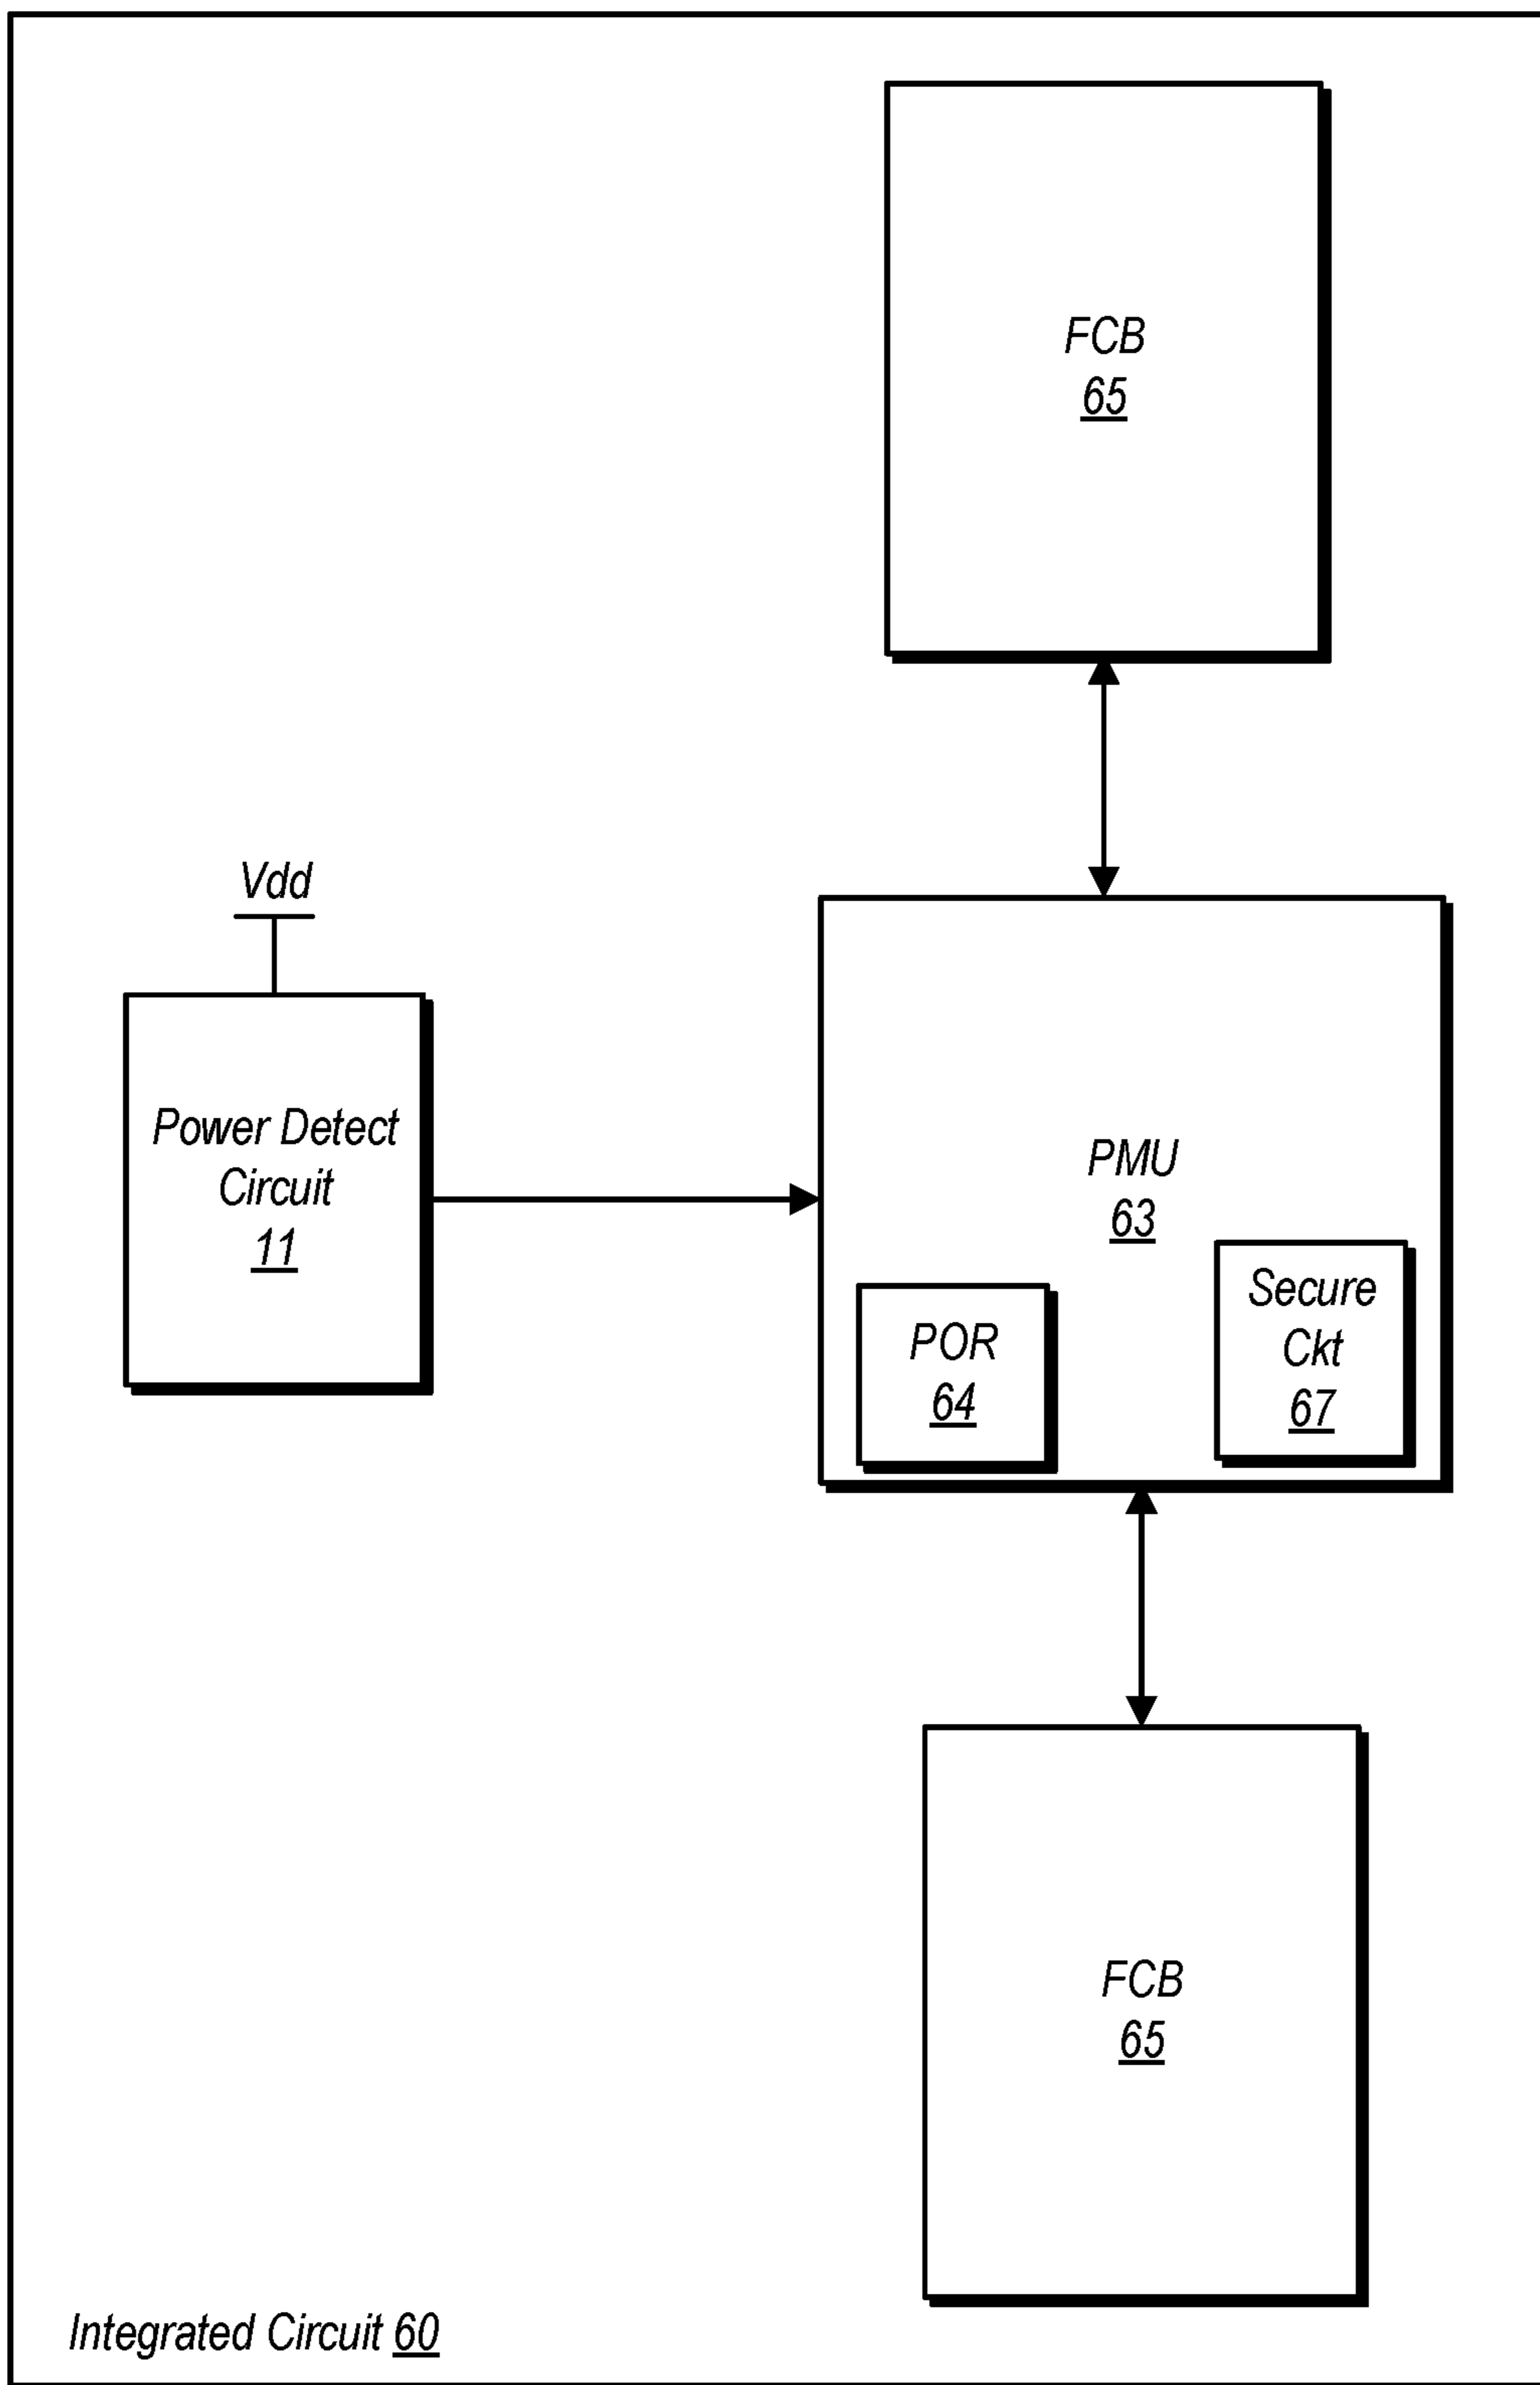 FCB
65
Vdd
Power Detect
Circuit
11
PMU
63
POR
64
Secure
Ckt
67
FCB
65
Integrated Circuit 60